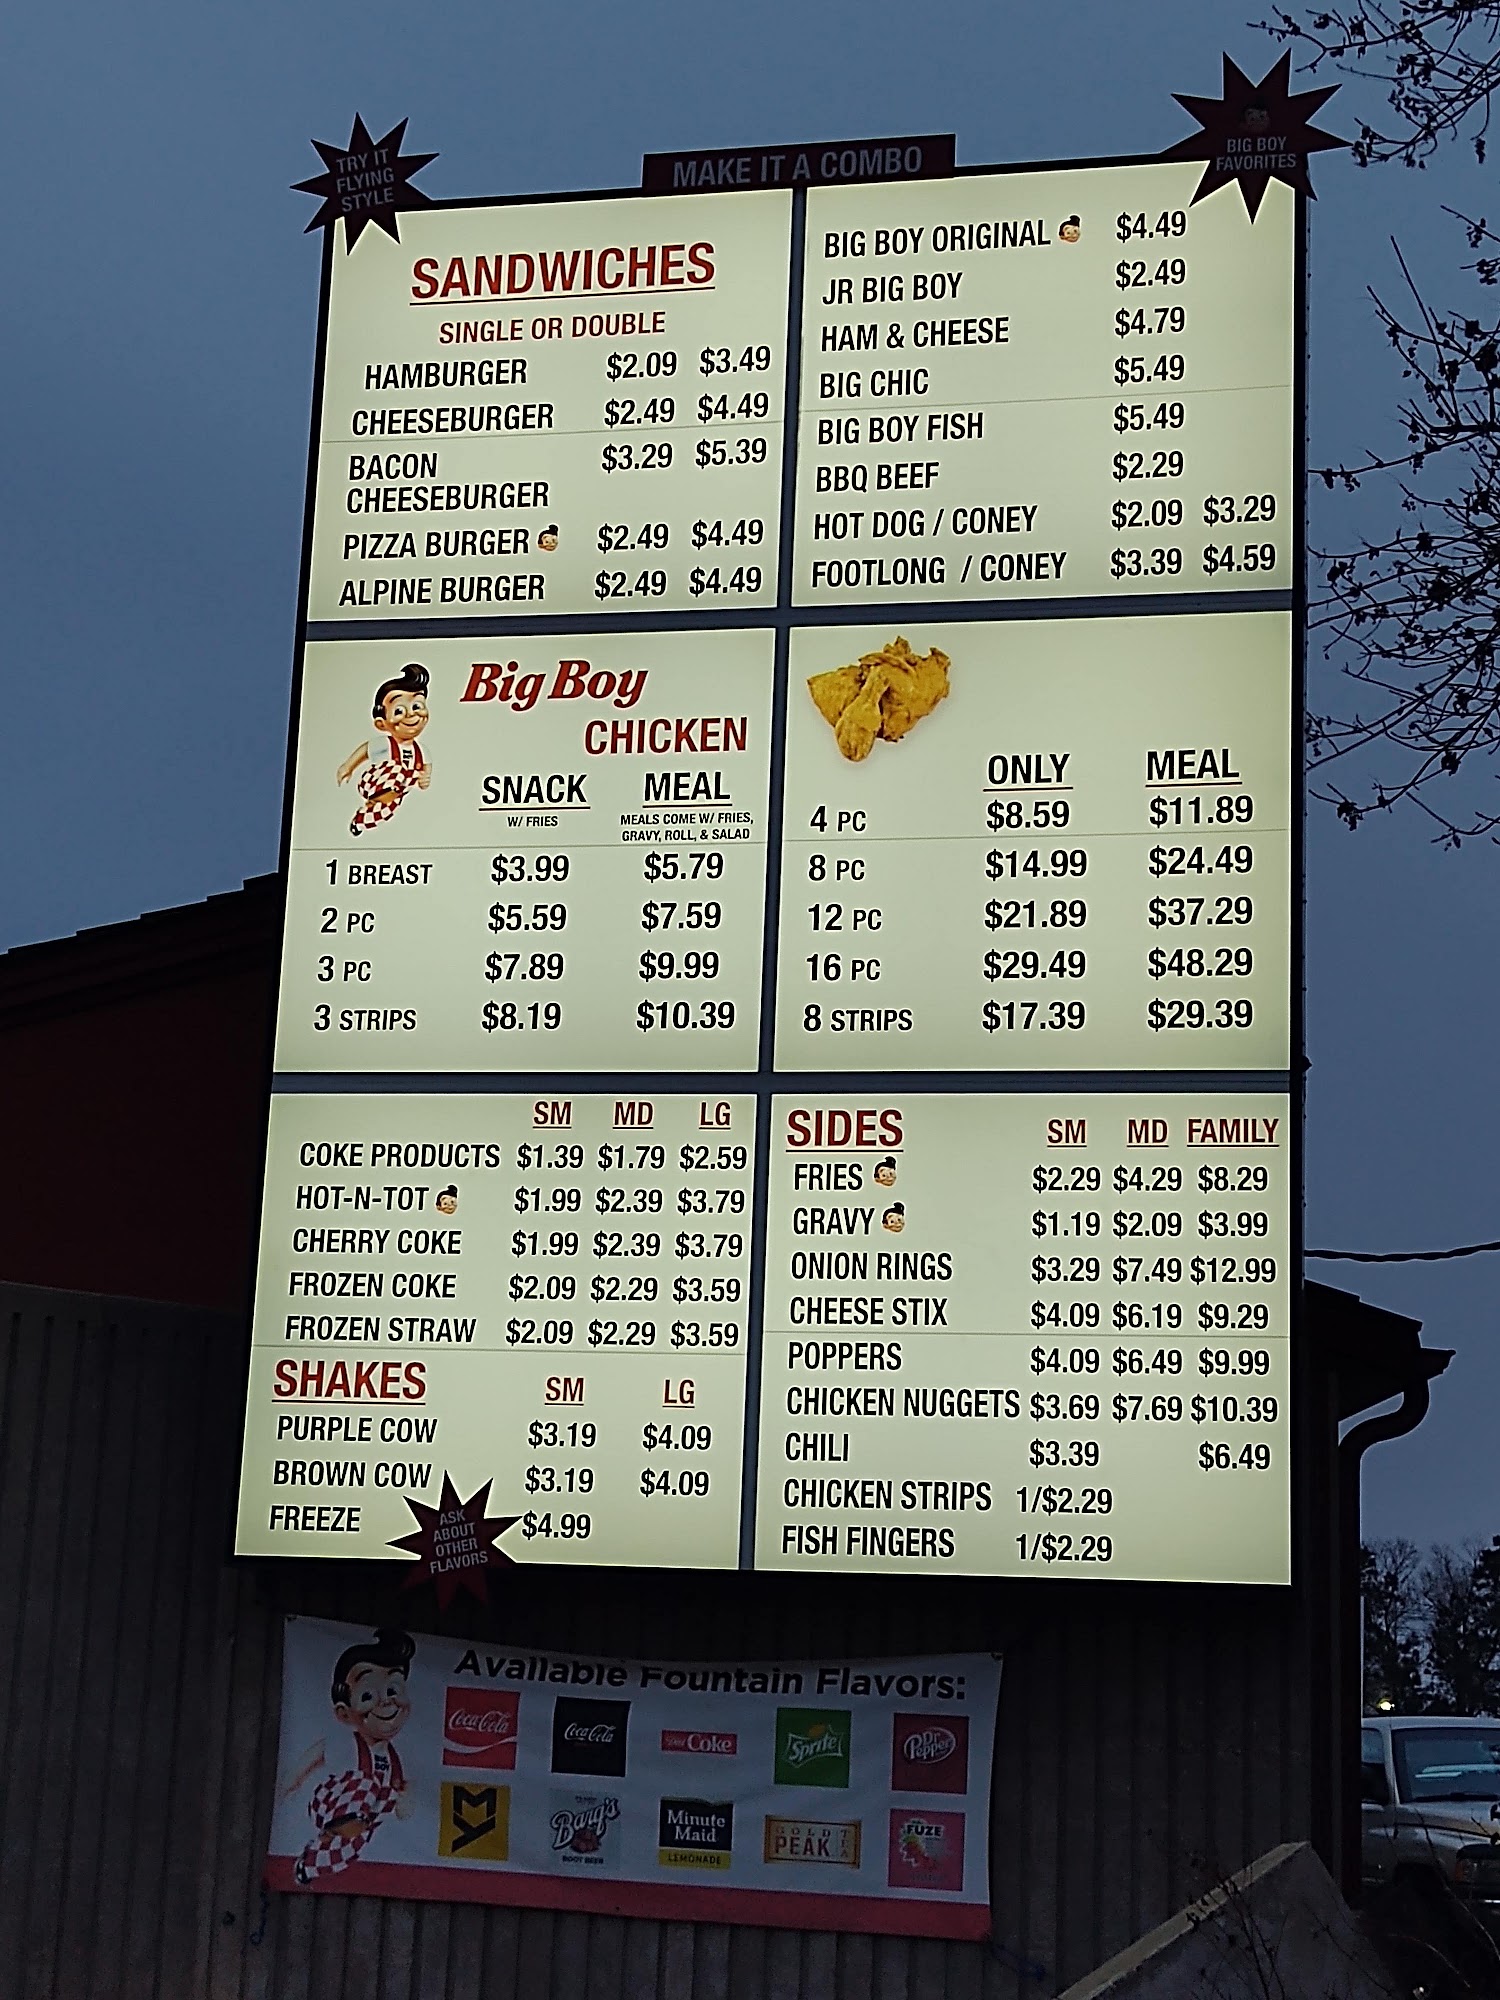 TRY IT
FLYING
STYLE
MAKE IT A COMBO
BIG BOY
FAVORITES
SANDWICHES
SINGLE OR DOUBLE
HAMBURGER $2.09 $3.49
CHEESEBURGER $2.49 $4.49
BACON $3.29 $5.39
CHEESEBURGER
PIZZA BURGER $2.49 $4.49
ALPINE BURGER $2.49 $4.49
BIG BOY ORIGINAL $4.49
JR BIG BOY $2.49
HAM & CHEESE $4.79
BIG CHIC $5.49
BIG BOY FISH $5.49
BBQ BEEF $2.29
HOT DOG / CONEY $2.09 $3.29
FOOTLONG / CONEY $3.39 $4.59
Big Boy
CHICKEN
SNACK MEAL
W/ FRIES MEALS COME W/ FRIES,
GRAVY, ROLL, & SALAD
1 BREAST $3.99 $5.79
2 PC $5.59 $7.59
3 PC $7.89 $9.99
3 STRIPS $8.19 $10.39
ONLY MEAL
4 PC $8.59 $11.89
8 PC $14.99 $24.49
12 PC $21.89 $37.29
16 PC $29.49 $48.29
8 STRIPS $17.39 $29.39
SM MD LG
COKE PRODUCTS $1.39 $1.79 $2.59
HOT-N-TOT $1.99 $2.39 $3.79
CHERRY COKE $1.99 $2.39 $3.79
FROZEN COKE $2.09 $2.29 $3.59
FROZEN STRAW $2.09 $2.29 $3.59
SHAKES SM LG
PURPLE COW $3.19 $4.09
BROWN COW $3.19 $4.09
FREEZE $4.99
ASK
ABOUT
OTHER
FLAVORS
SIDES SM MD FAMILY
FRIES $2.29 $4.29 $8.29
GRAVY $1.19 $2.09 $3.99
ONION RINGS $3.29 $7.49 $12.99
CHEESE STIX $4.09 $6.19 $9.29
POPPERS $4.09 $6.49 $9.99
CHICKEN NUGGETS $3.69 $7.69 $10.39
CHILI $3.39 $6.49
CHICKEN STRIPS 1/$2.29
FISH FINGERS 1/$2.29
Available Fountain Flavors:
BIG
BOY
Coca-Cola Coca-Cola Diet Coke Sprite Dr Pepper
MY
Barq's
ROOT BEER
Minute
Maid
LEMONADE
GOLD
PEAK TEA
FUZE